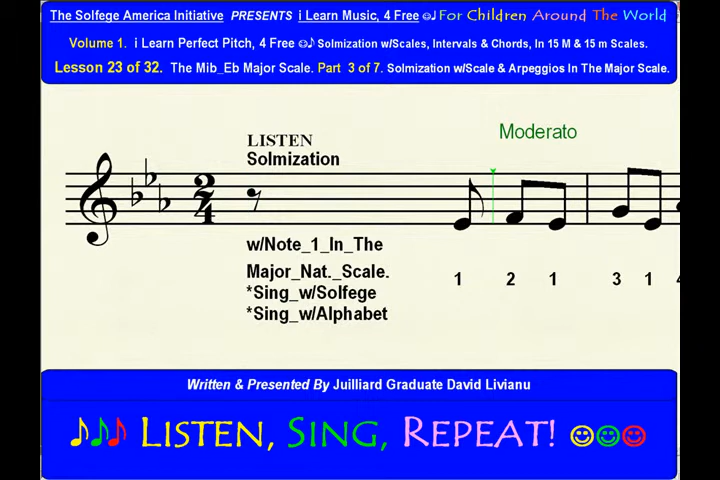 The Solfege America Initiative PRESENTS i Learn Music, 4 Free ☺♪ For Children Around The World
Volume 1. i Learn Perfect Pitch, 4 Free ☺♪ Solmization w/Scales, Intervals & Chords, In 15 M & 15 m Scales.
Lesson 23 of 32. The Mib_Eb Major Scale. Part 3 of 7. Solmization w/Scale & Arpeggios In The Major Scale.
Moderato
LISTEN
Solmization
2
4
w/Note_1_In_The
Major_Nat._Scale.
*Sing_w/Solfege
*Sing_w/Alphabet
1 2 1 3 1 4
Written & Presented By Juilliard Graduate David Livianu
♪♪♪ LISTEN, SING, REPEAT! ☺☺☺